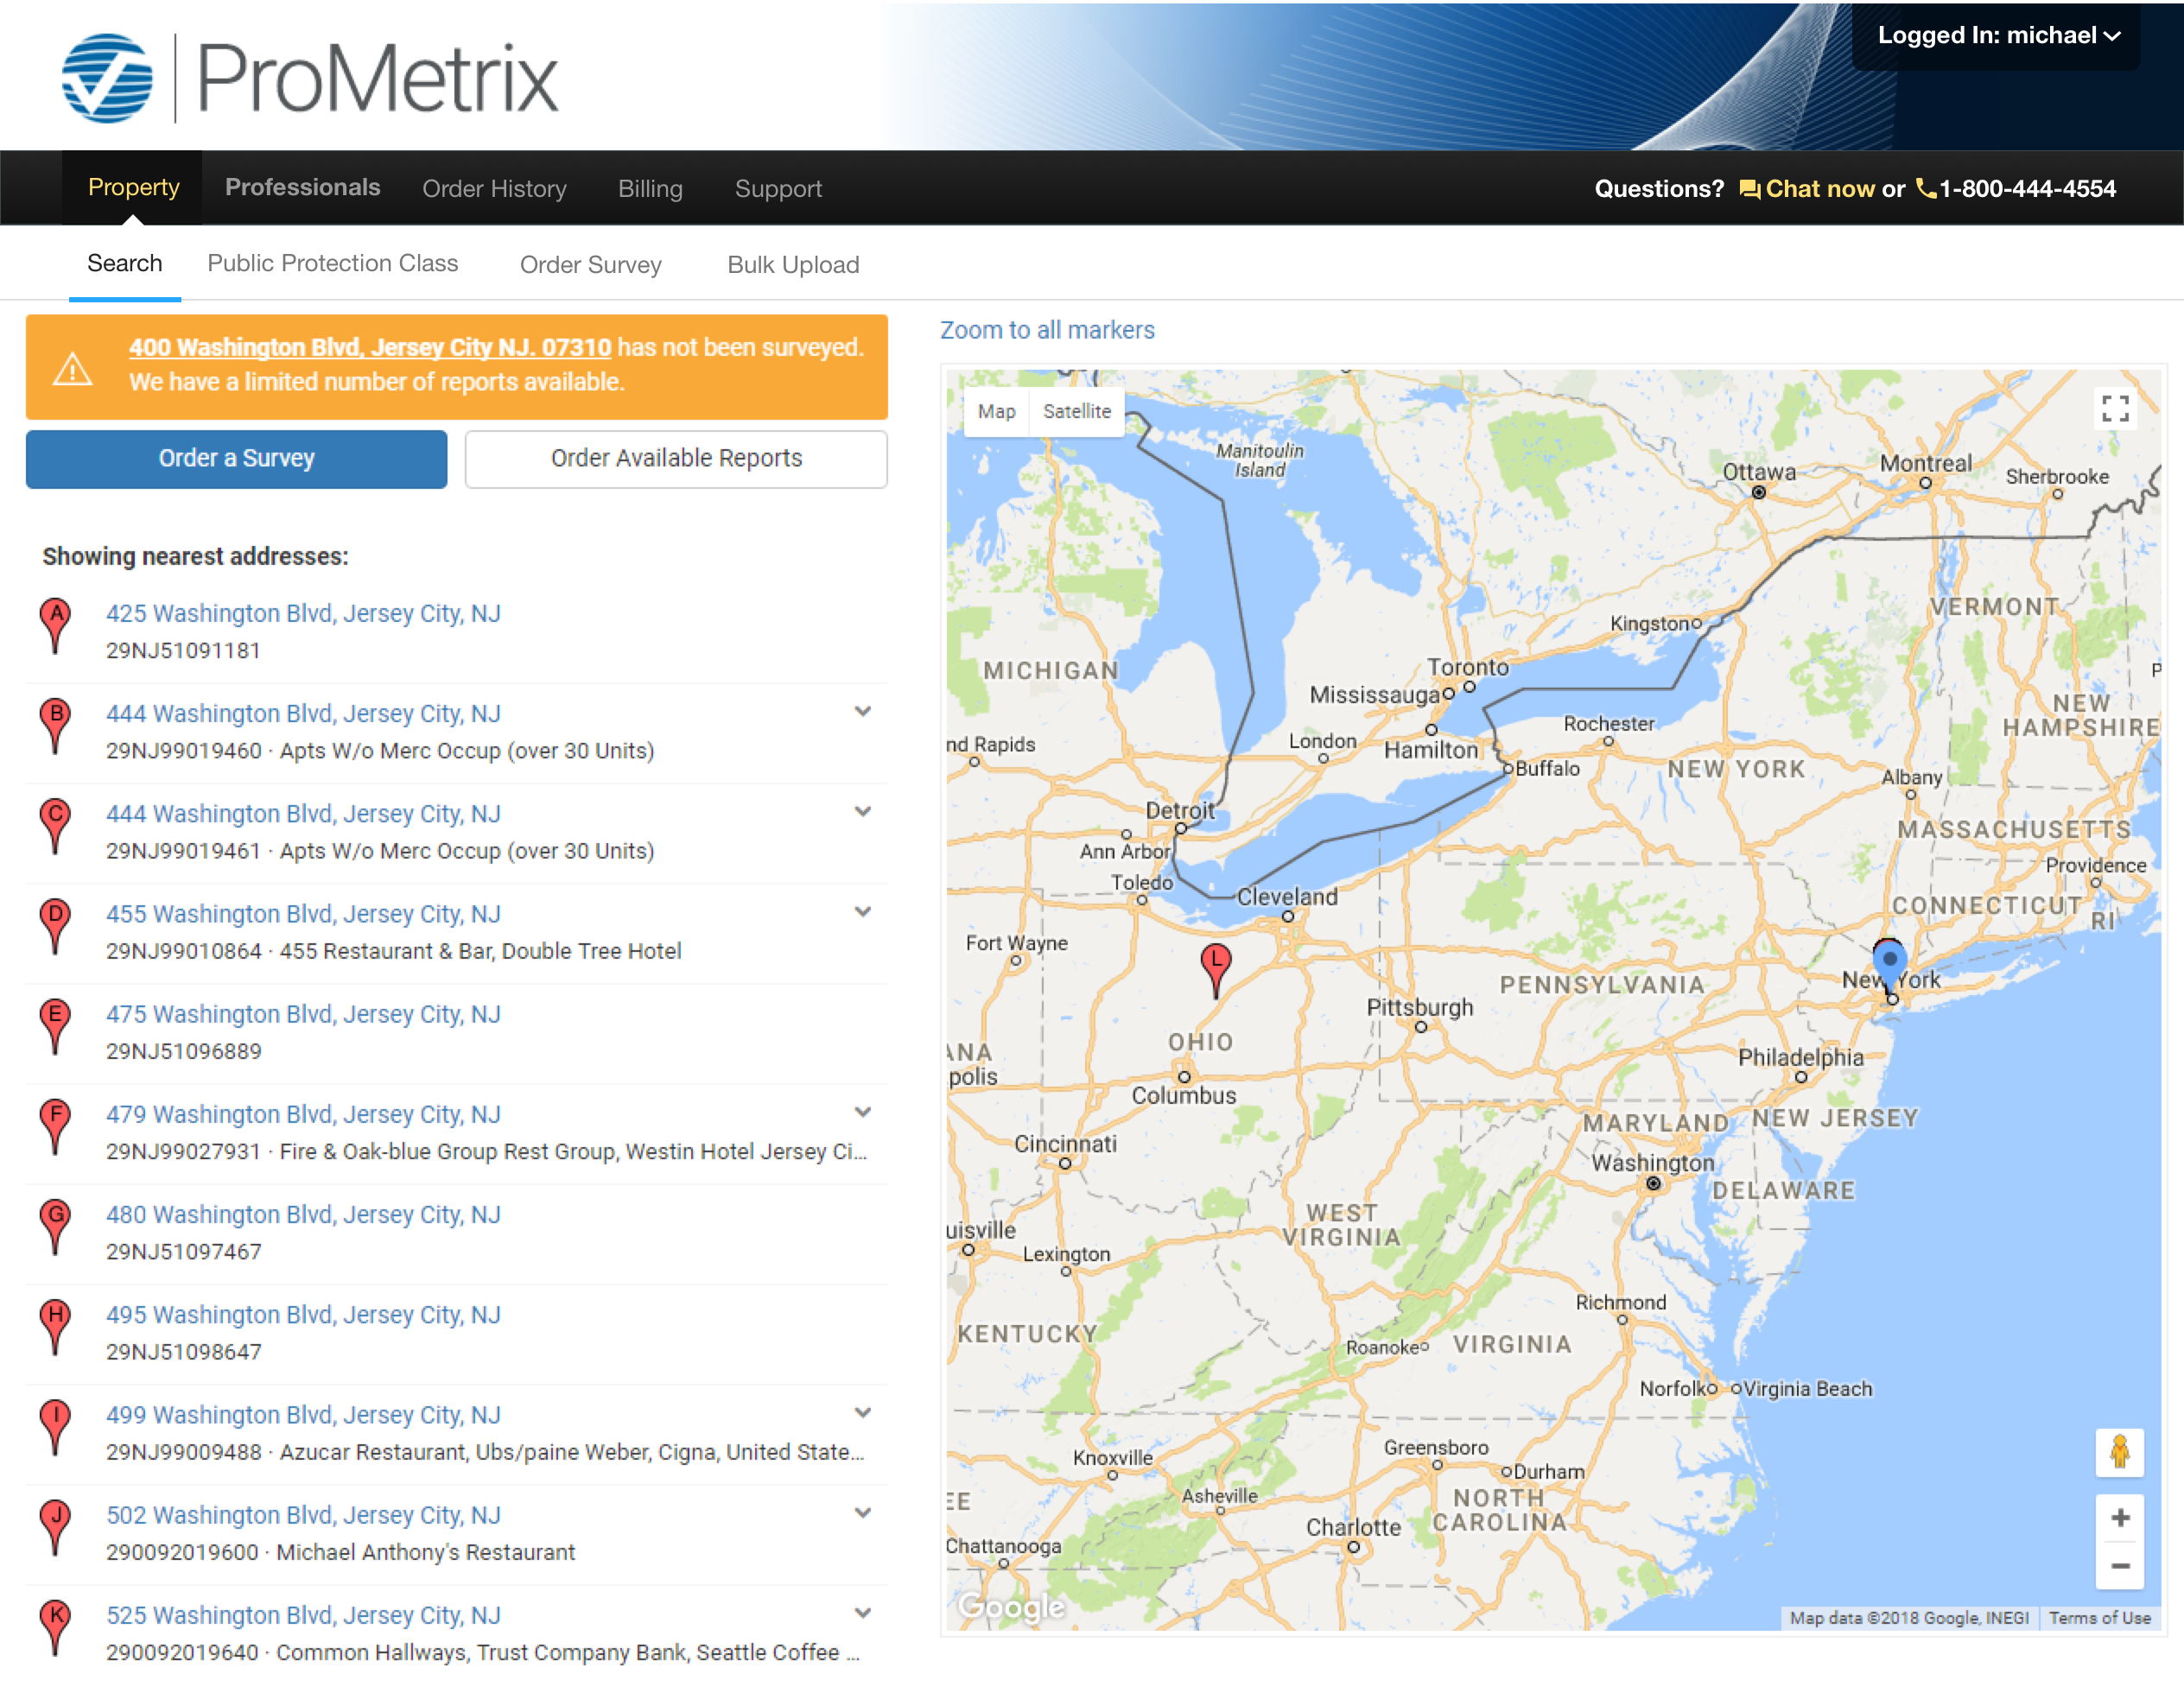 Logged In: michael
ProMetrix
Property Professionals Order History Billing Support Questions? Chat now or 1-800-444-4554
Search Public Protection Class Order Survey Bulk Upload
400 Washington Blvd, Jersey City NJ. 07310 has not been surveyed.
We have a limited number of reports available.
Order a Survey Order Available Reports
Showing nearest addresses:
A 425 Washington Blvd, Jersey City, NJ
29NJ51091181
B 444 Washington Blvd, Jersey City, NJ
29NJ99019460 · Apts W/o Merc Occup (over 30 Units)
C 444 Washington Blvd, Jersey City, NJ
29NJ99019461 · Apts W/o Merc Occup (over 30 Units)
D 455 Washington Blvd, Jersey City, NJ
29NJ99010864 · 455 Restaurant & Bar, Double Tree Hotel
E 475 Washington Blvd, Jersey City, NJ
29NJ51096889
F 479 Washington Blvd, Jersey City, NJ
29NJ99027931 · Fire & Oak-blue Group Rest Group, Westin Hotel Jersey Ci...
G 480 Washington Blvd, Jersey City, NJ
29NJ51097467
H 495 Washington Blvd, Jersey City, NJ
29NJ51098647
I 499 Washington Blvd, Jersey City, NJ
29NJ99009488 · Azucar Restaurant, Ubs/paine Weber, Cigna, United State...
J 502 Washington Blvd, Jersey City, NJ
290092019600 · Michael Anthony's Restaurant
K 525 Washington Blvd, Jersey City, NJ
290092019640 · Common Hallways, Trust Company Bank, Seattle Coffee ...
Zoom to all markers
Map Satellite
Manitoulin
Island
Ottawa
Montreal
Sherbrooke
Kingston
VERMONT
MICHIGAN
Toronto
Mississauga
P
NEW
HAMPSHIRE
Rochester
nd Rapids
London
Hamilton
Buffalo
NEW YORK
Albany
Detroit
MASSACHUSETTS
Ann Arbor
Providence
Toledo
Cleveland
CONNECTICUT
RI
Fort Wayne
L
New York
PENNSYLVANIA
Pittsburgh
OHIO
ANA
polis
Philadelphia
Columbus
MARYLAND
NEW JERSEY
Cincinnati
Washington
DELAWARE
WEST
VIRGINIA
uisville
Lexington
Richmond
KENTUCKY
Roanoke
VIRGINIA
Norfolk
Virginia Beach
Knoxville
Greensboro
Durham
Asheville
EE
NORTH
CAROLINA
Charlotte
Chattanooga
Google
Map data ©2018 Google, INEGI Terms of Use